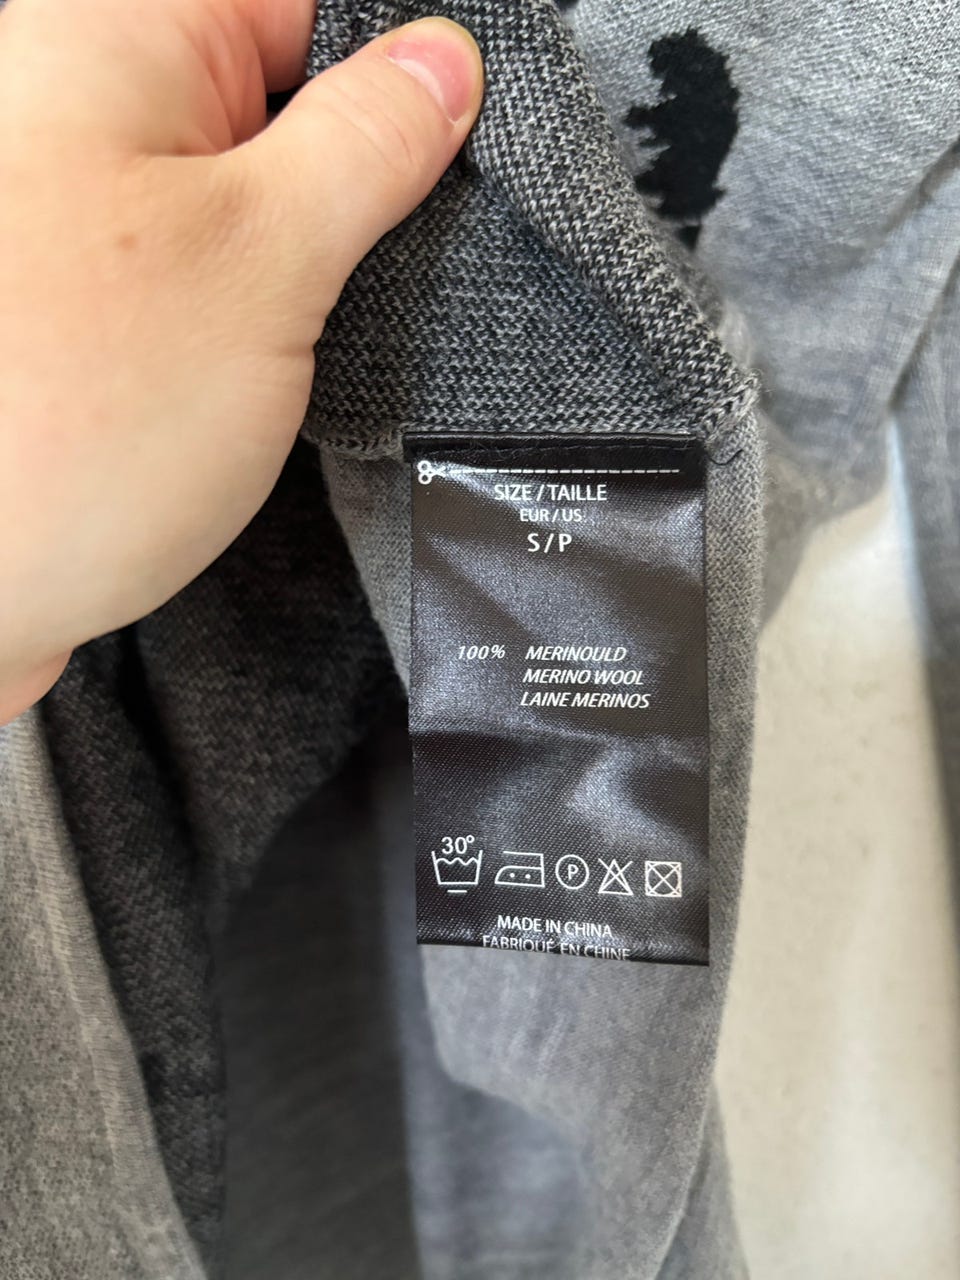 SIZE / TAILLE
EUR / US
S / P
100% MERINOULD
MERINO WOOL
LAINE MERINOS
30°
P
MADE IN CHINA
FABRIQUÉ EN CHINE